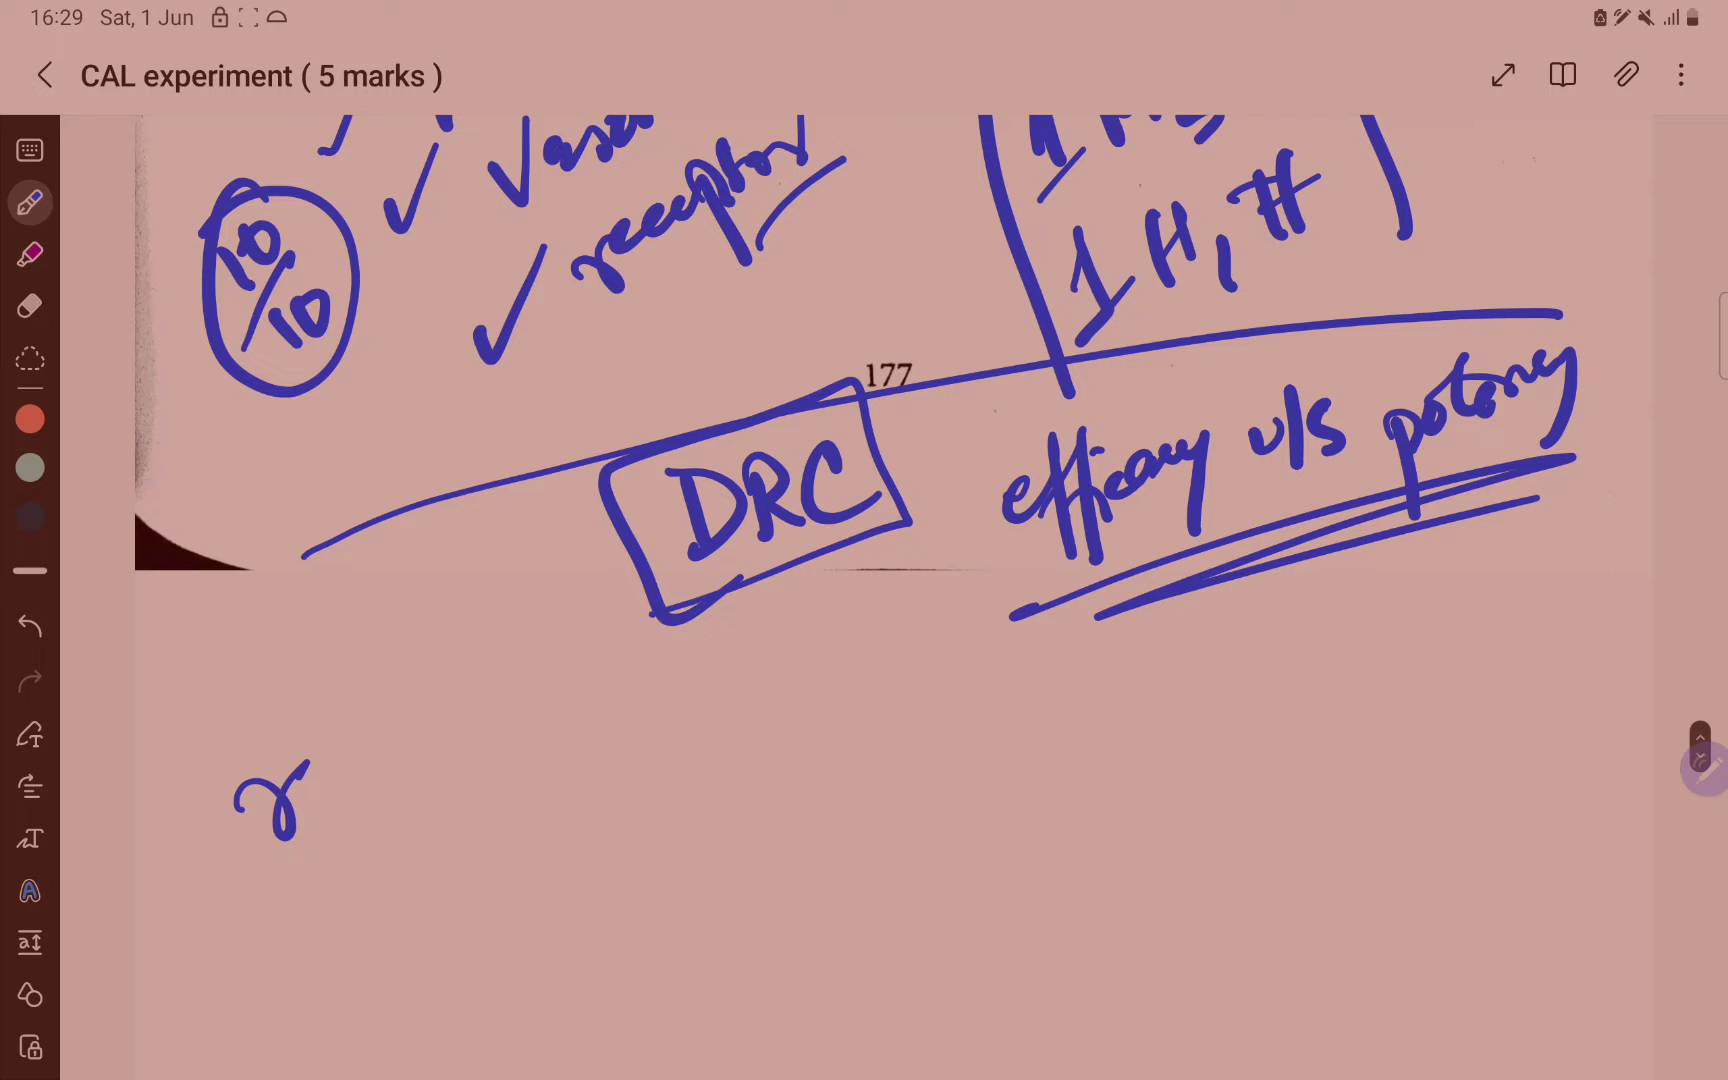 16:29 Sat, 1 Jun
CAL experiment ( 5 marks )
receptor
10/10
1 H1
177
DRC
efficacy v/s potency
r